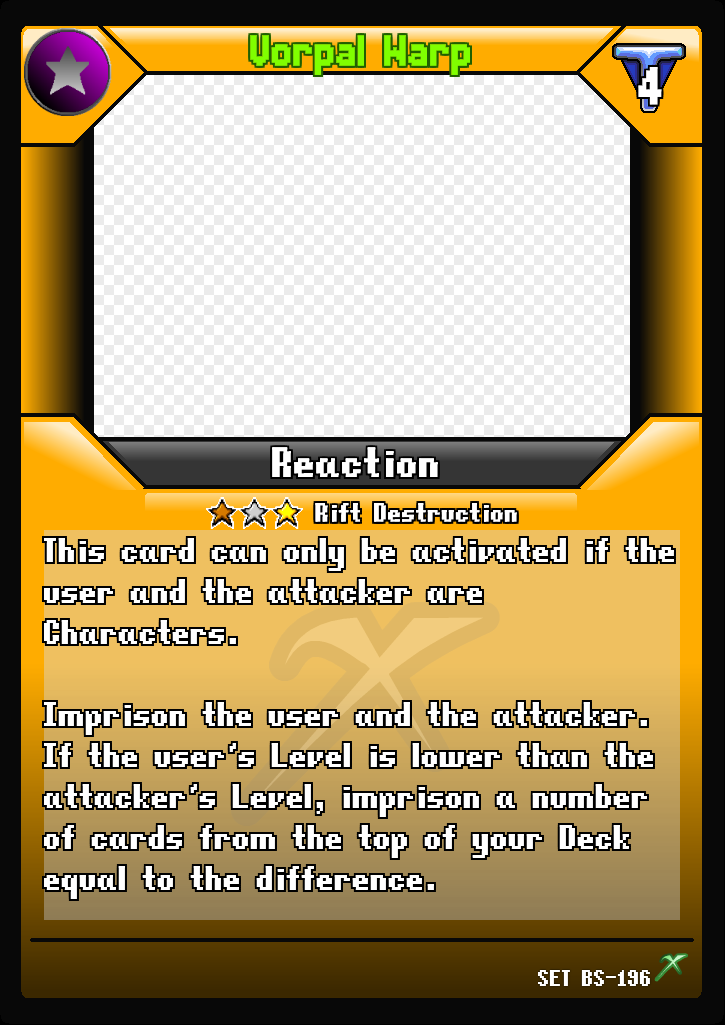 Vorpal Warp
4
Reaction
Rift Destruction
This card can only be activated if the
user and the attacker are
Characters.
Imprison the user and the attacker.
If the user's Level is lower than the
attacker's Level, imprison a number
of cards from the top of your Deck
equal to the difference.
SET BS-196